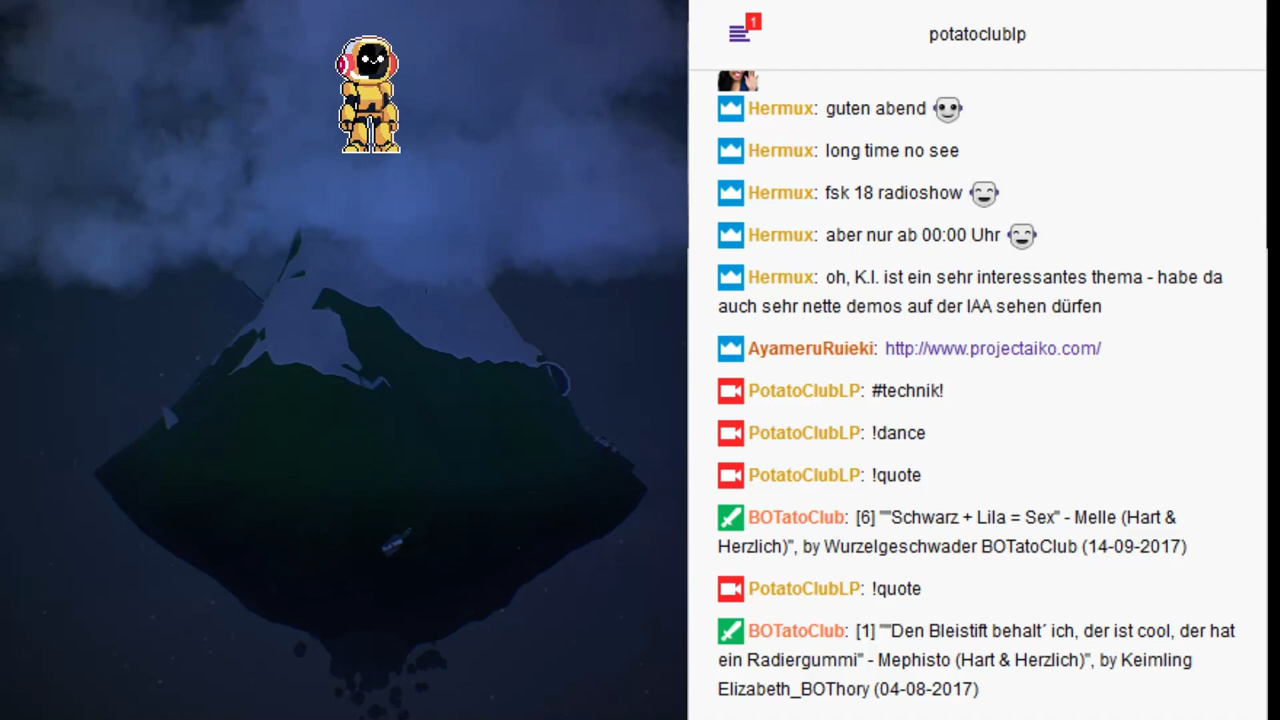 1
potatoclublp
Hermux: guten abend
Hermux: long time no see
Hermux: fsk 18 radioshow
Hermux: aber nur ab 00:00 Uhr
Hermux: oh, K.I. ist ein sehr interessantes thema - habe da
auch sehr nette demos auf der IAA sehen dürfen
AyameruRuieki: http://www.projectaiko.com/
PotatoClubLP: #technik!
PotatoClubLP: !dance
PotatoClubLP: !quote
BOTatoClub: [6] ""Schwarz + Lila = Sex" - Melle (Hart &
Herzlich)", by Wurzelgeschwader BOTatoClub (14-09-2017)
PotatoClubLP: !quote
BOTatoClub: [1] ""Den Bleistift behalt´ ich, der ist cool, der hat
ein Radiergummi" - Mephisto (Hart & Herzlich)", by Keimling
Elizabeth_BOThory (04-08-2017)